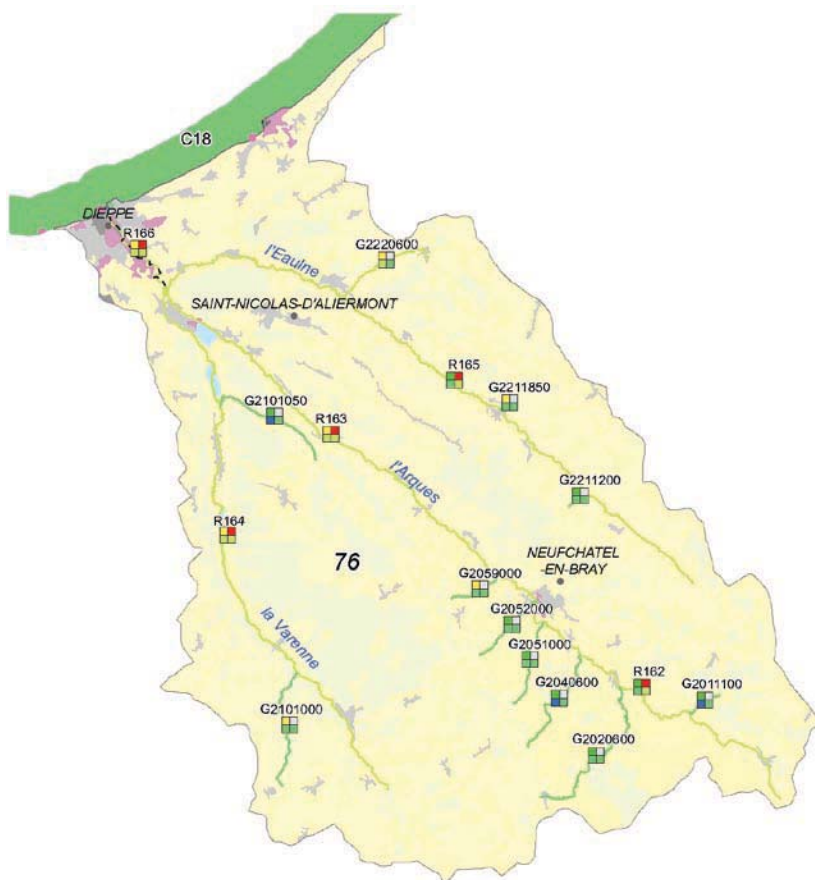 C18
DIEPPE
R166
G2220600
l'Eaulne
SAINT-NICOLAS-D'ALIERMONT
R165
G2211850
G2101050
R163
l'Arques
G2211200
R164
76
NEUFCHATEL
-EN-BRAY
G2059000
G2052000
la Varenne
G2051000
R162
G2040600
G2011100
G2101000
G2020600